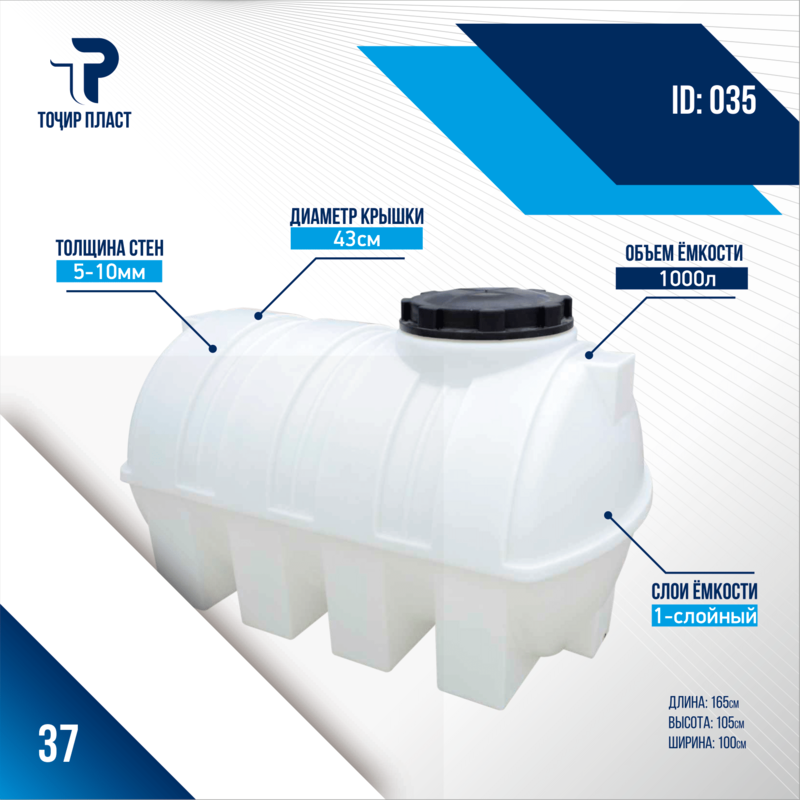 ТОҶИР ПЛАСТ
ID: 035
ДИАМЕТР КРЫШКИ
43см
ТОЛЩИНА СТЕН
5-10мм
ОБЪЕМ ЁМКОСТИ
1000л
СЛОИ ЁМКОСТИ
1-слойный
ДЛИНА: 165см
ВЫСОТА: 105см
ШИРИНА: 100см
37